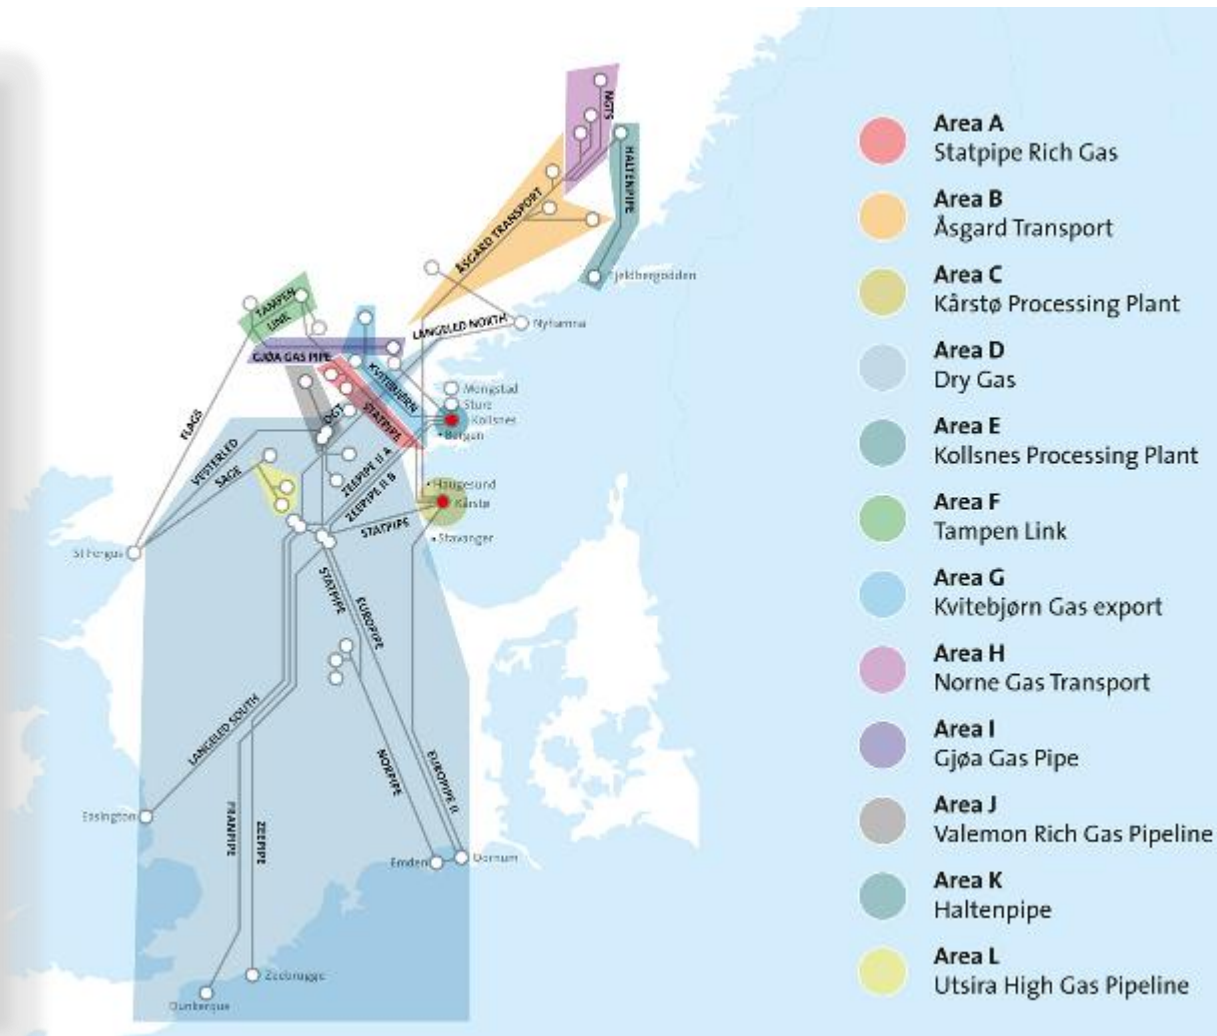 NGTS
HALTENPIPE
ÅSGARD TRANSPORT
Tjeldbergodden
TAMPEN
LINK
LANGELED NORTH
Nyhamna
GJØA GAS PIPE
KVITEBJØRN
Mongstad
Sture
Kollsnes
Bergen
STATPIPE
OGT
FLAGS
VESTERLED
SAGE
ZEEPIPE II A
ZEEPIPE II B
Haugesund
Kårstø
STATPIPE
Stavanger
St Fergus
STATPIPE
EUROPIPE
LANGELED SOUTH
NORPIPE
EUROPIPE II
Easington
FRANPIPE
ZEEPIPE
Emden
Dornum
Zeebrugge
Dunkerque
Area A
Statpipe Rich Gas
Area B
Åsgard Transport
Area C
Kårstø Processing Plant
Area D
Dry Gas
Area E
Kollsnes Processing Plant
Area F
Tampen Link
Area G
Kvitebjørn Gas export
Area H
Norne Gas Transport
Area I
Gjøa Gas Pipe
Area J
Valemon Rich Gas Pipeline
Area K
Haltenpipe
Area L
Utsira High Gas Pipeline